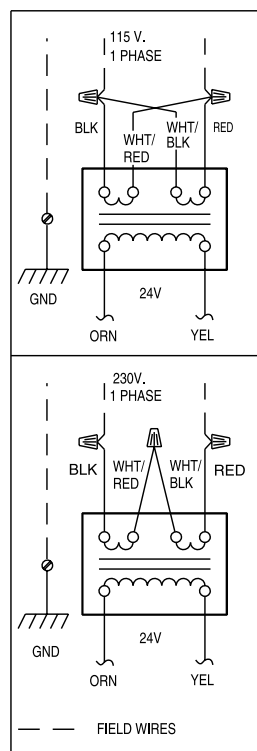 115 V.
1 PHASE
BLK
WHT/
RED
WHT/
BLK
RED
GND
24V
ORN
YEL
230V.
1 PHASE
BLK
WHT/
RED
WHT/
BLK
RED
GND
24V
ORN
YEL
FIELD WIRES